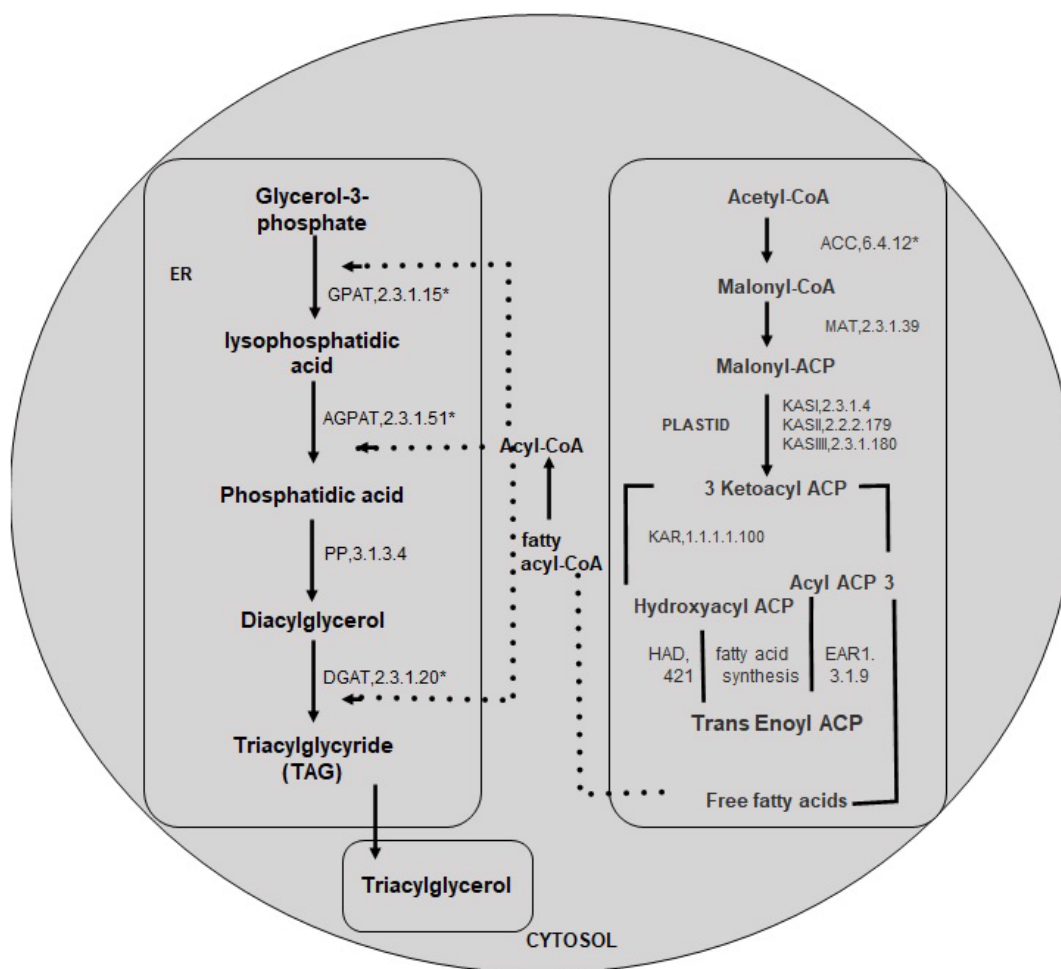 Glycerol-3-
phosphate
ER
GPAT,2.3.1.15*
lysophosphatidic
acid
AGPAT,2.3.1.51*
Phosphatidic acid
PP,3.1.3.4
Diacylglycerol
DGAT,2.3.1.20*
Triacylglycyride
(TAG)
Triacylglycerol
CYTOSOL
Acyl-CoA
fatty
acyl-CoA
Acetyl-CoA
ACC,6.4.12*
Malonyl-CoA
MAT,2.3.1.39
Malonyl-ACP
PLASTID
KASI,2.3.1.4
KASII,2.2.2.179
KASIII,2.3.1.180
3 Ketoacyl ACP
KAR,1.1.1.1.100
Acyl ACP 3
Hydroxyacyl ACP
HAD,
421
fatty acid
synthesis
EAR1.
3.1.9
Trans Enoyl ACP
Free fatty acids